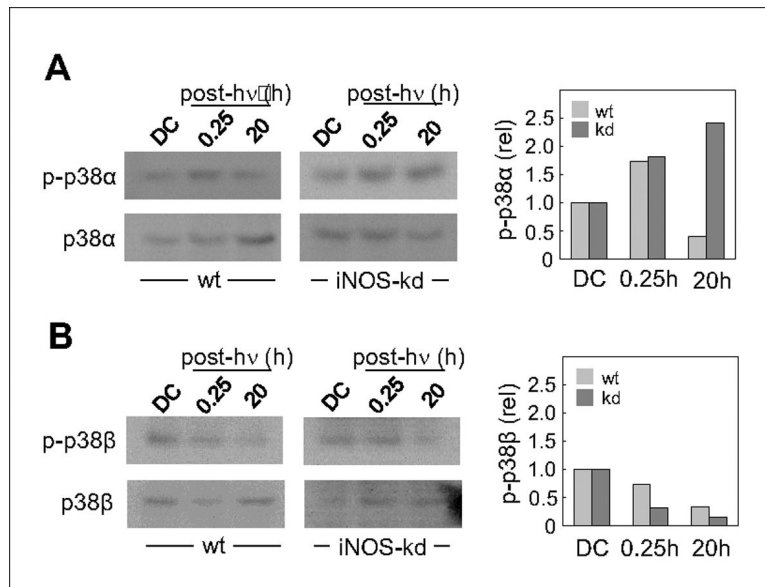 A
post-hν□(h)
DC 0.25 20
p-p38α
p38α
wt
post-hν (h)
DC 0.25 20
iNOS-kd
p-p38α (rel)
2.5
2.0
1.5
1.0
0.5
0
wt
kd
DC 0.25h 20h
B
post-hν (h)
DC 0.25 20
p-p38β
p38β
wt
post-hν (h)
DC 0.25 20
iNOS-kd
p-p38β (rel)
2.5
2.0
1.5
1.0
0.5
0
wt
kd
DC 0.25h 20h